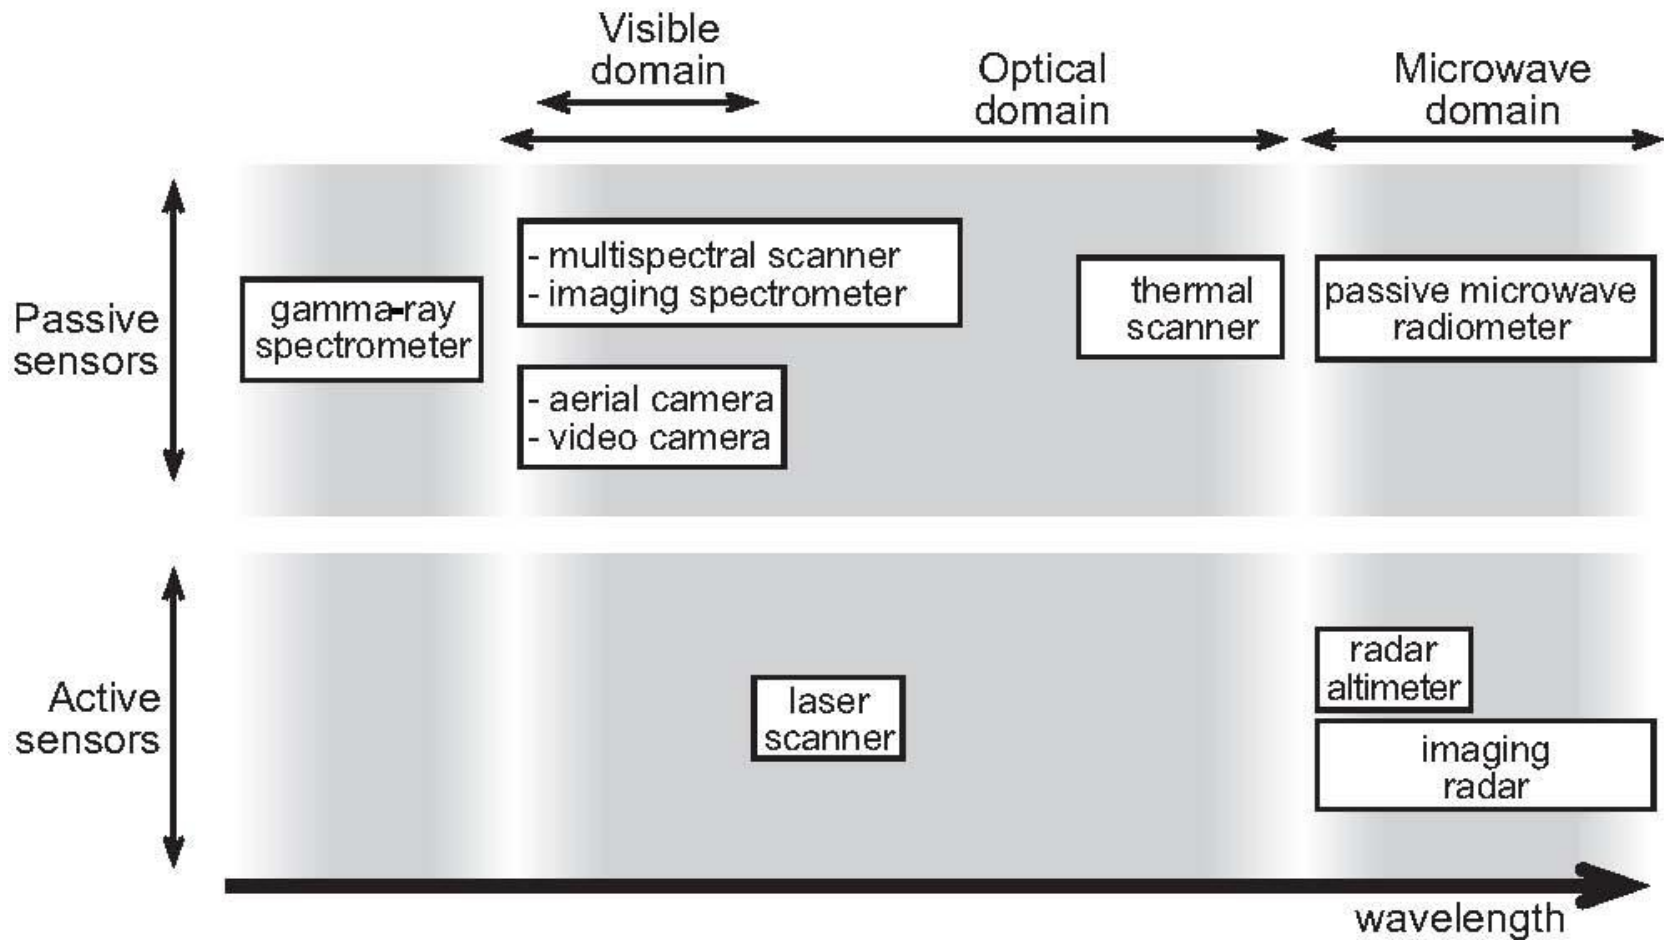 Visible
domain
Optical
domain
Microwave
domain
Passive
sensors
gamma-ray
spectrometer
- multispectral scanner
- imaging spectrometer
- aerial camera
- video camera
thermal
scanner
passive microwave
radiometer
Active
sensors
laser
scanner
radar
altimeter
imaging
radar
wavelength